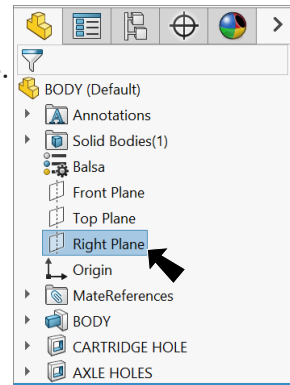 BODY (Default)
Annotations
Solid Bodies(1)
Balsa
Front Plane
Top Plane
Right Plane
Origin
MateReferences
BODY
CARTRIDGE HOLE
AXLE HOLES